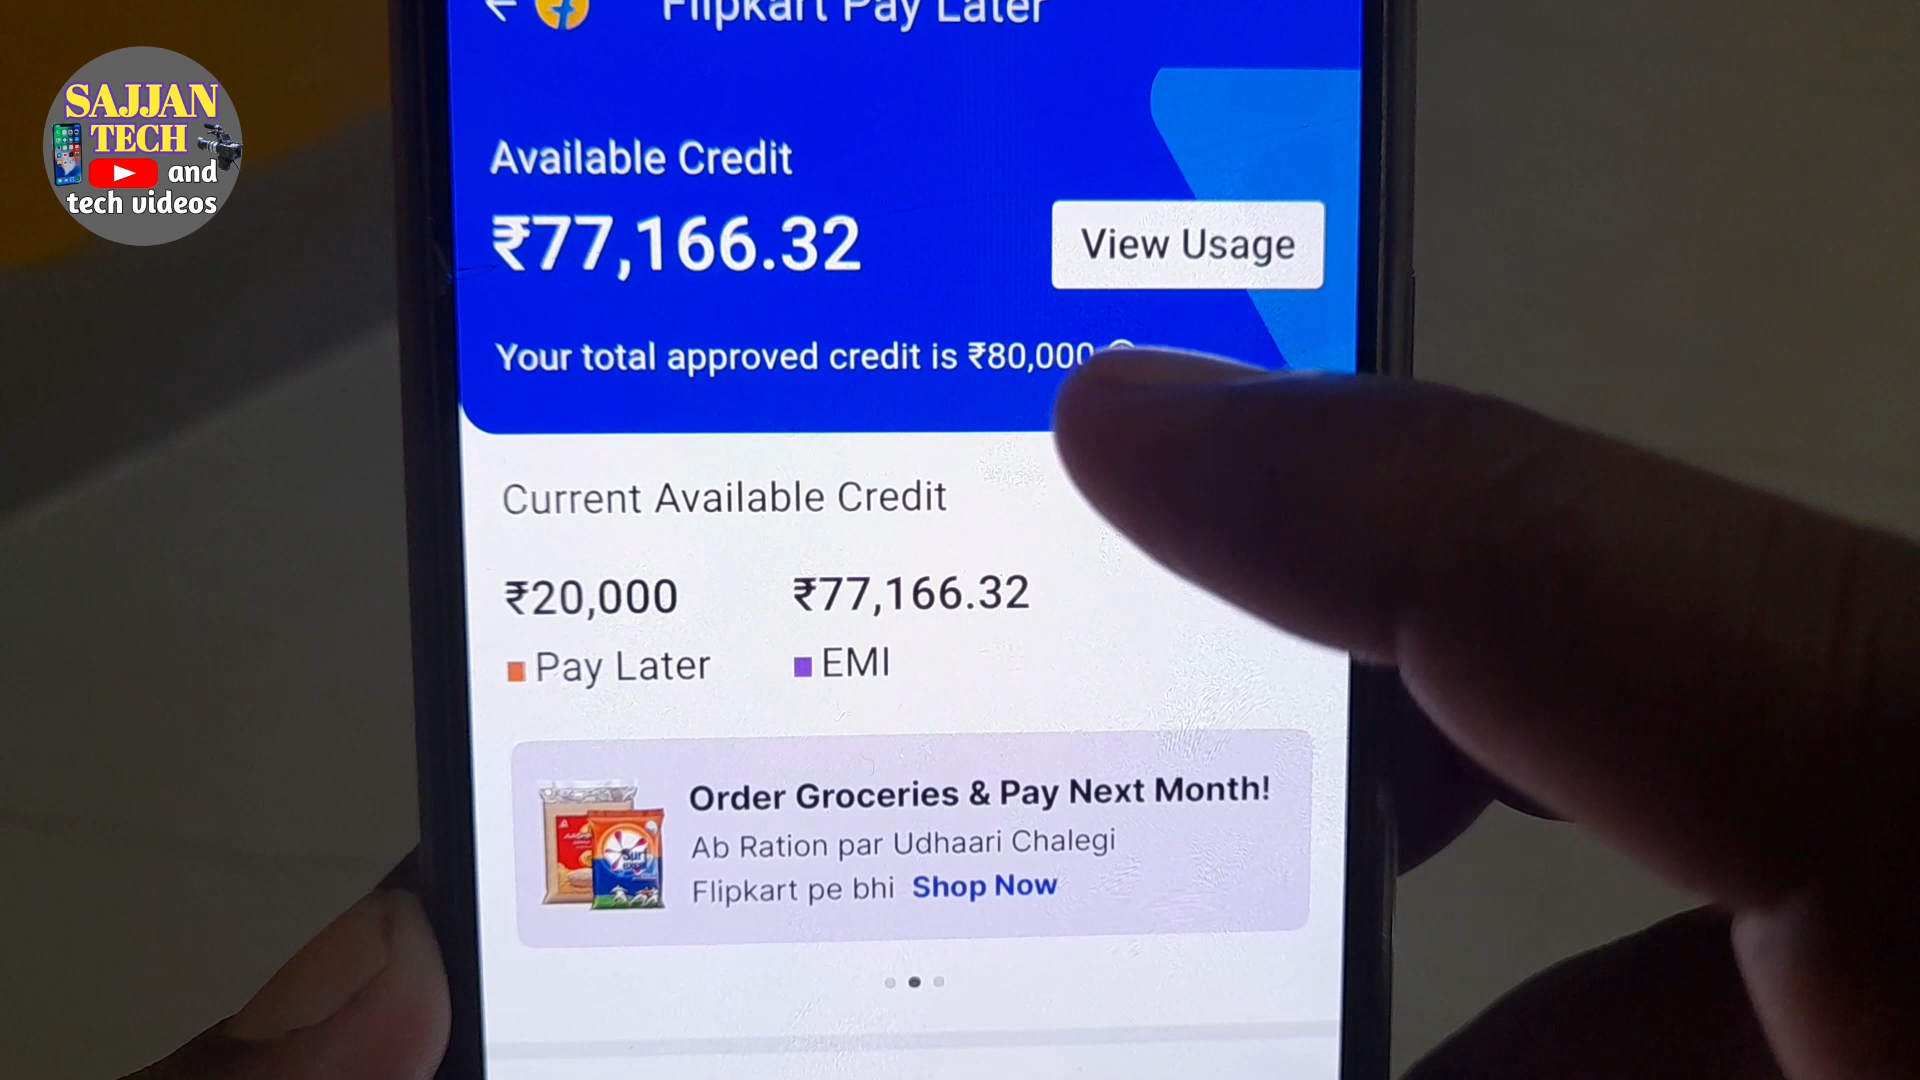 Flipkart Pay Later
SAJJAN
TECH
and
tech videos
Available Credit
₹77,166.32
View Usage
Your total approved credit is ₹80,000
Current Available Credit
₹20,000
₹77,166.32
Pay Later
EMI
Order Groceries & Pay Next Month!
Ab Ration par Udhaari Chalegi
Flipkart pe bhi Shop Now
Surf